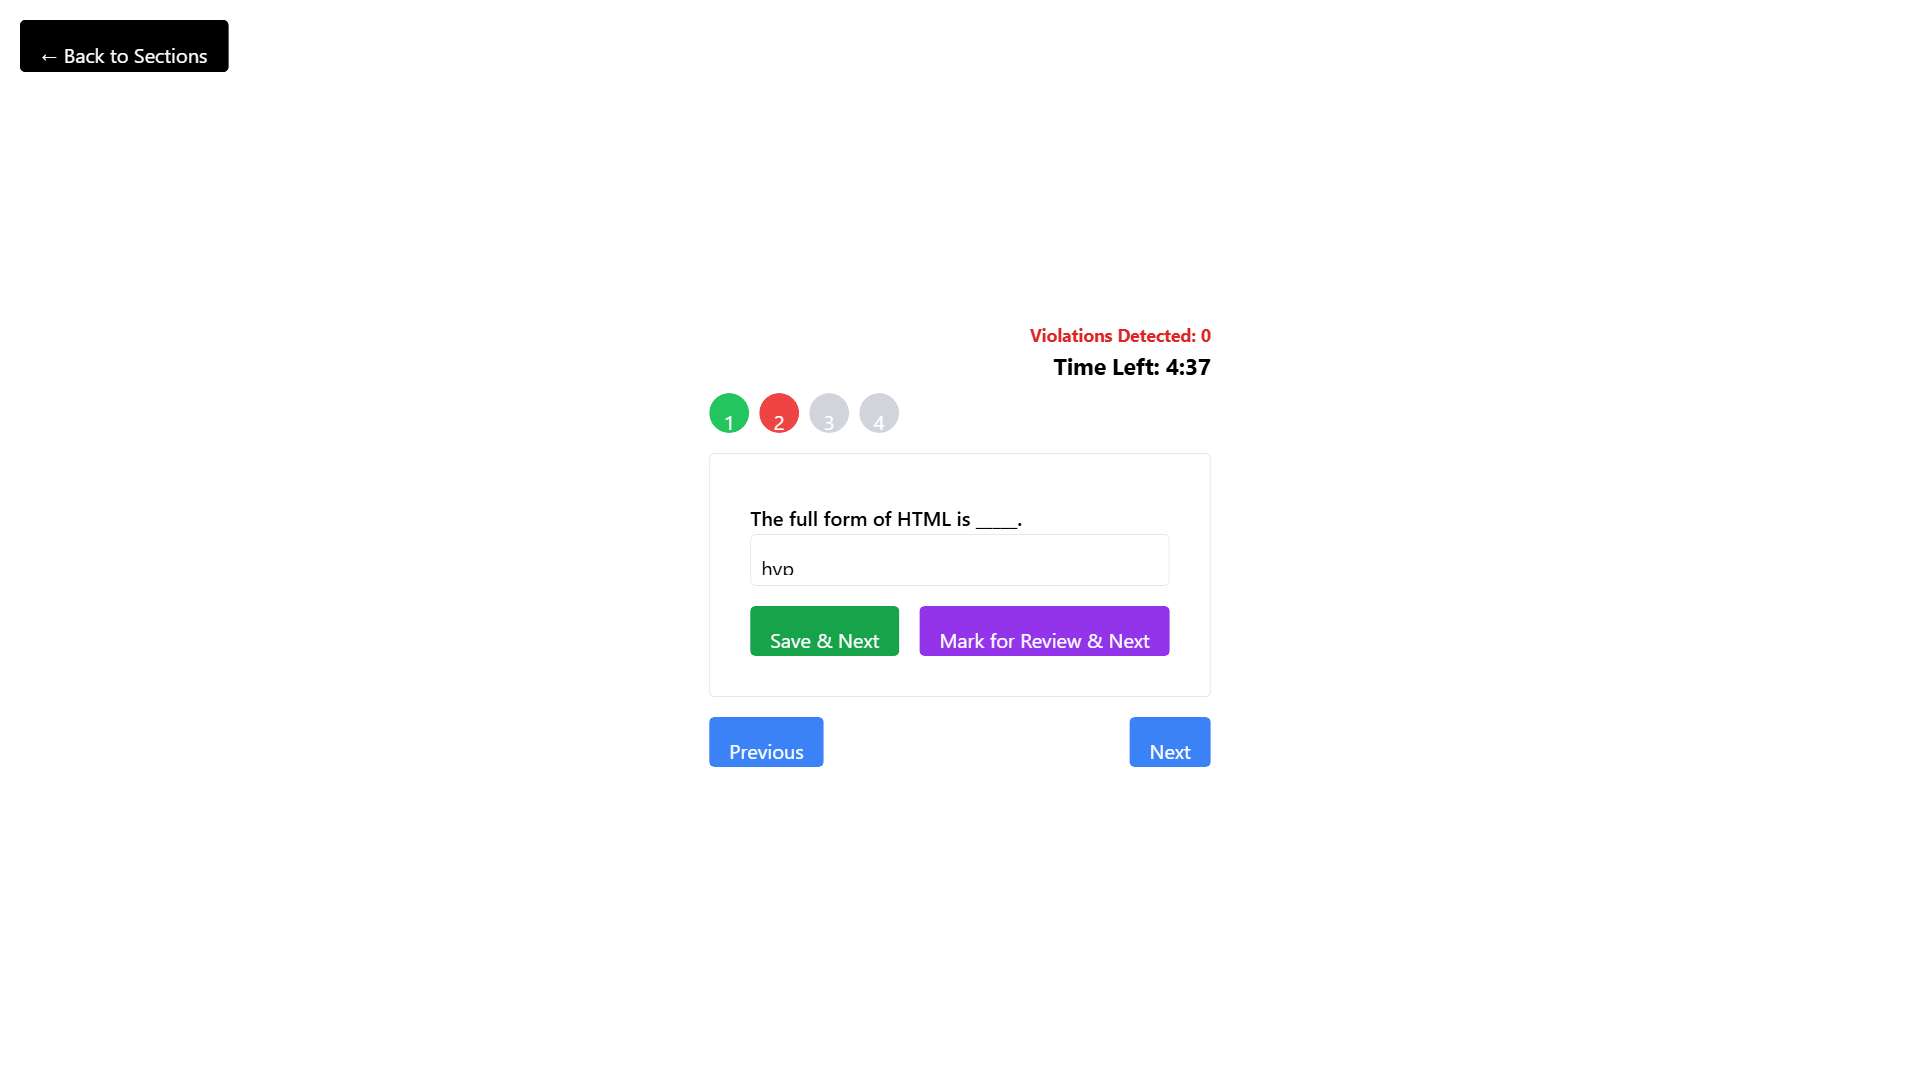 ← Back to Sections
Violations Detected: 0
Time Left: 4:37
1 2 3 4
The full form of HTML is _____.
hyp
Save & Next Mark for Review & Next
Previous Next